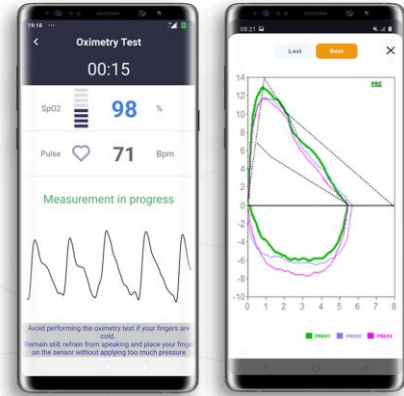 19:18
Oximetry Test
00:15
SpO2 98 %
Pulse 71 Bpm
Measurement in progress
Avoid performing the oximetry test if your fingers are
cold.
Remain still, refrain from speaking and place your finger
on the sensor without applying too much pressure
08:21
Last Best
PRE
14
12
10
8
6
4
2
0
-2
-4
-6
-8
-10
0 1 2 3 4 5 6 7 8
PRE#1 PRE#2 PRE#3